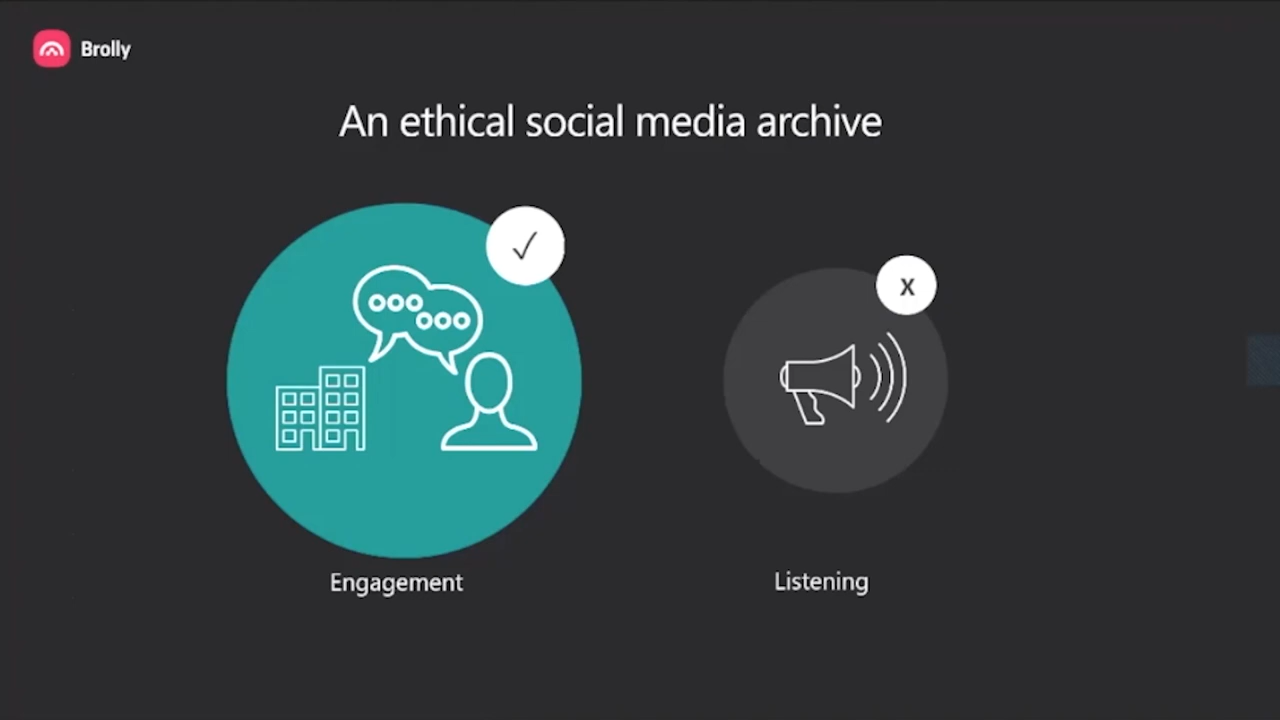 Brolly
An ethical social media archive
x
Engagement
Listening